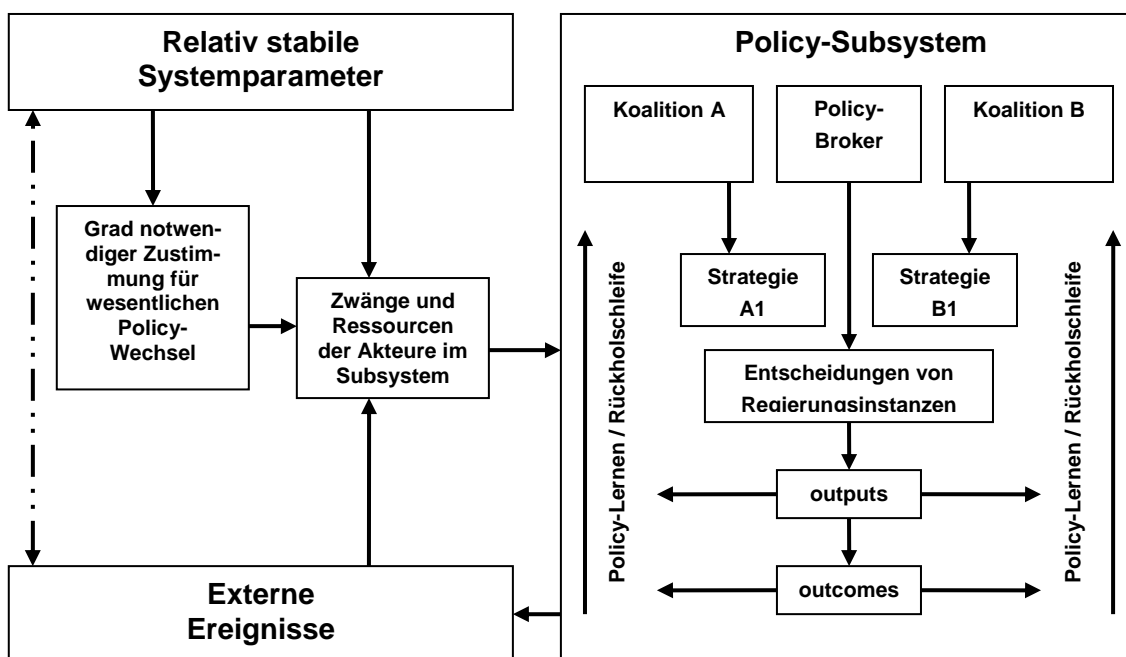 Relativ stabile
Systemparameter
Grad notwen-
diger Zustim-
mung für
wesentlichen
Policy-
Wechsel
Zwänge und
Ressourcen
der Akteure im
Subsystem
Externe
Ereignisse
Policy-Subsystem
Koalition A
Policy-
Broker
Koalition B
Strategie
A1
Strategie
B1
Entscheidungen von
Regierungsinstanzen
outputs
outcomes
Policy-Lernen / Rückholschleife
Policy-Lernen / Rückholschleife